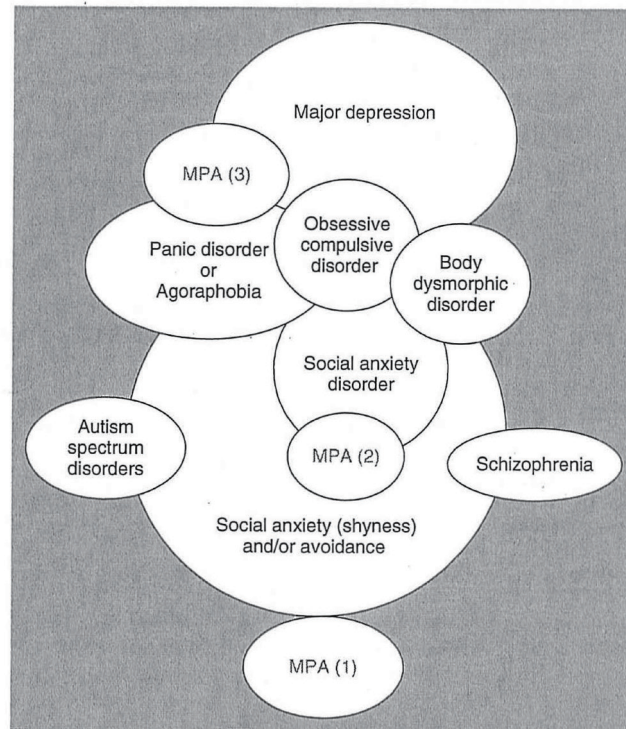 Major depression
MPA (3)
Obsessive
compulsive
disorder
Panic disorder
or
Agoraphobia
Body
dysmorphic
disorder
Social anxiety
disorder
Autism
spectrum
disorders
MPA (2)
Schizophrenia
Social anxiety (shyness)
and/or avoidance
MPA (1)